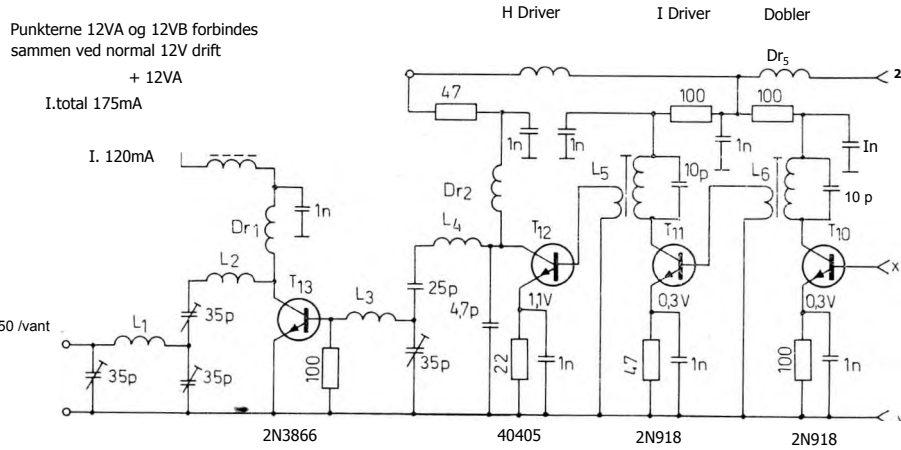 H Driver
I Driver
Dobler
Punkterne 12VA og 12VB forbindes
sammen ved normal 12V drift
+ 12VA
I.total 175mA
Dr5
2
47
100
100
1n
1n
1n
In
I. 120mA
L5
10p
L6
10 p
Dr2
1n
Dr1
L4
T12
T11
T10
L2
T13
25p
1,1V
0,3V
0,3V
x
L3
4,7p
35p
50 /vant
L1
35p
35p
35p
100
35p
22
1n
47
1n
100
1n
2N3866
40405
2N918
2N918